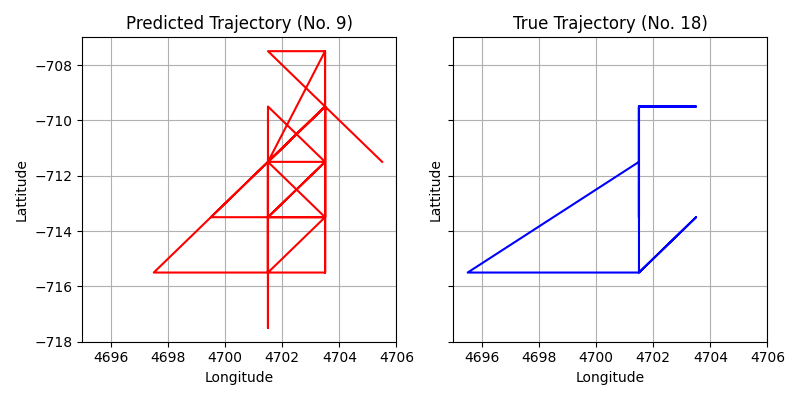 Predicted Trajectory (No. 9)
True Trajectory (No. 18)
−708
−710
−712
−714
−716
−718
Lattitude
Lattitude
4696 4698 4700 4702 4704 4706
4696 4698 4700 4702 4704 4706
Longitude
Longitude